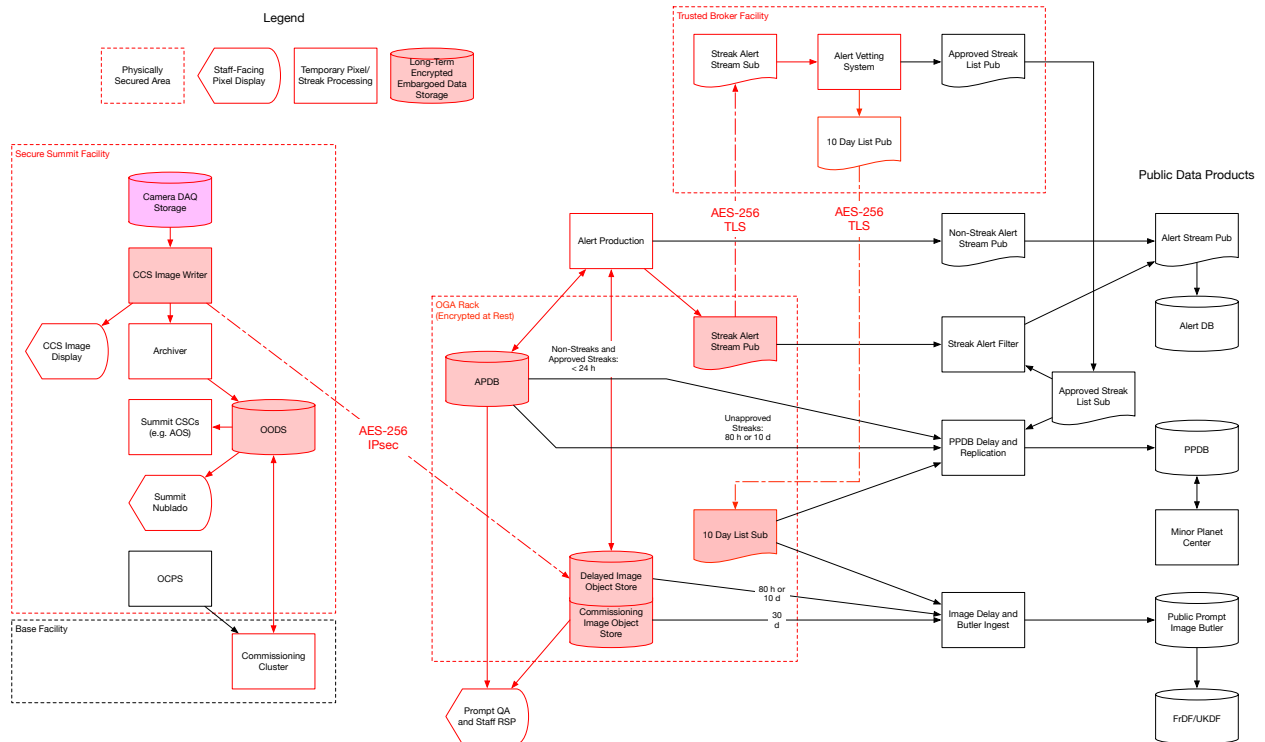 Legend
Physically
Secured Area
Staff-Facing
Pixel Display
Temporary Pixel/
Streak Processing
Long-Term
Encrypted
Embargoed Data
Storage
Trusted Broker Facility
Streak Alert
Stream Sub
Alert Vetting
System
Approved Streak
List Pub
10 Day List Pub
Secure Summit Facility
Camera DAQ
Storage
CCS Image Writer
CCS Image
Display
Archiver
Summit CSCs
(e.g. AOS)
OODS
Summit
Nublado
OCPS
Base Facility
Commissioning
Cluster
AES-256
IPsec
AES-256
TLS
AES-256
TLS
Alert Production
OGA Rack
(Encrypted at Rest)
Streak Alert
Stream Pub
Non-Streaks and
Approved Streaks:
< 24 h
APDB
Unapproved
Streaks:
80 h or 10 d
10 Day List Sub
Delayed Image
Object Store
Commissioning
Image Object
Store
80 h or
10 d
30
d
Prompt QA
and Staff RSP
Public Data Products
Non-Streak Alert
Stream Pub
Alert Stream Pub
Alert DB
Streak Alert Filter
Approved Streak
List Sub
PPDB Delay and
Replication
PPDB
Minor Planet
Center
Image Delay and
Butler Ingest
Public Prompt
Image Butler
FrDF/UKDF